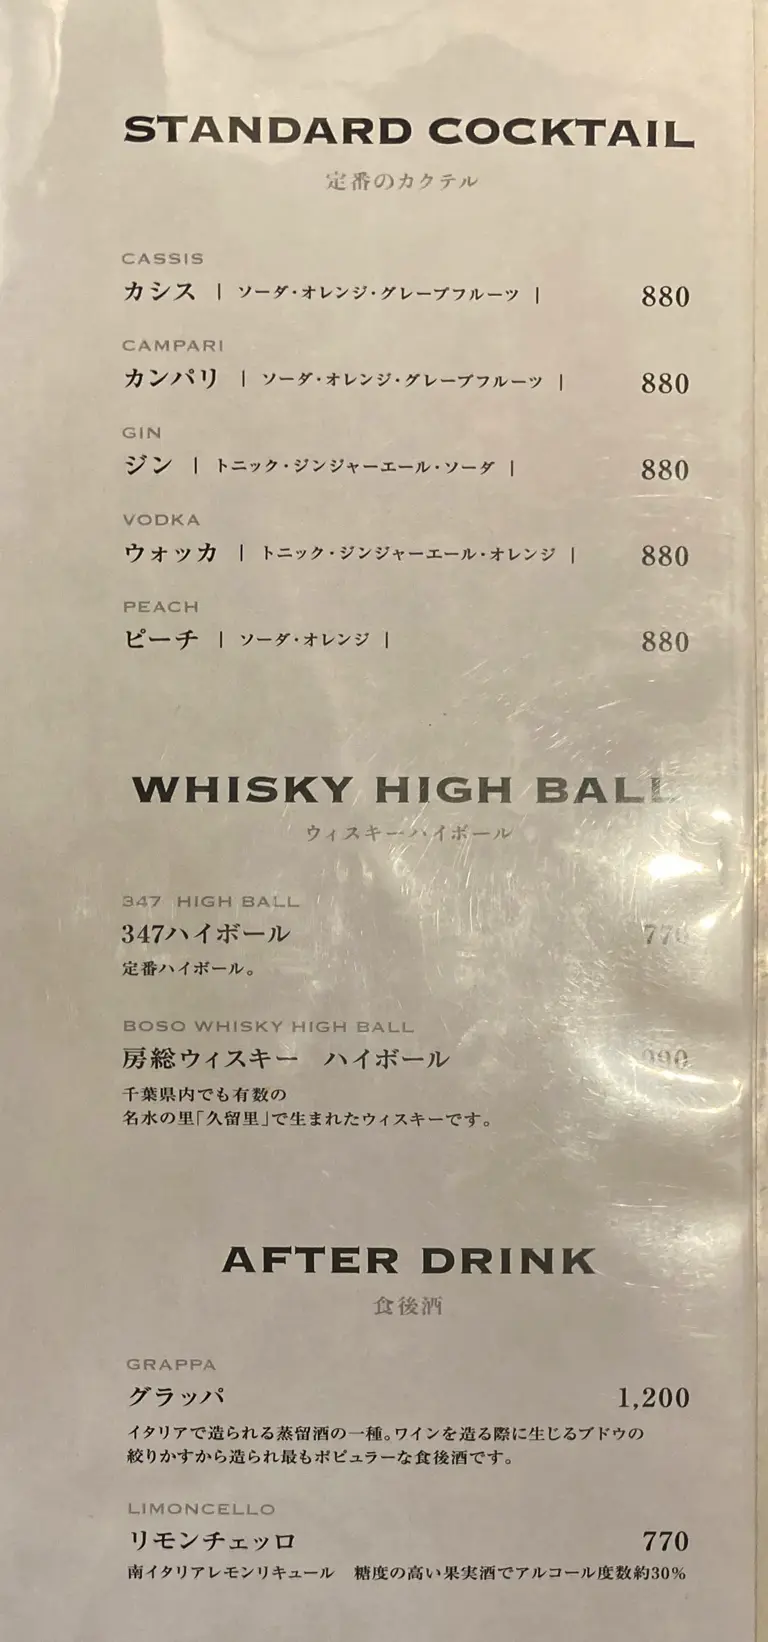 STANDARD COCKTAIL
定番のカクテル
CASSIS
カシス | ソーダ・オレンジ・グレープフルーツ | 880
CAMPARI
カンパリ | ソーダ・オレンジ・グレープフルーツ | 880
GIN
ジン | トニック・ジンジャーエール・ソーダ | 880
VODKA
ウォッカ | トニック・ジンジャーエール・オレンジ | 880
PEACH
ピーチ | ソーダ・オレンジ | 880
WHISKY HIGH BALL
ウィスキーハイボール
347 HIGH BALL
347ハイボール 770
定番ハイボール。
BOSO WHISKY HIGH BALL
房総ウィスキー ハイボール
千葉県内でも有数の
名水の里「久留里」で生まれたウィスキーです。
AFTER DRINK
食後酒
GRAPPA
グラッパ 1,200
イタリアで造られる蒸留酒の一種。ワインを造る際に生じるブドウの
絞りかすから造られ最もポピュラーな食後酒です。
LIMONCELLO
リモンチェッロ 770
南イタリアレモンリキュール 糖度の高い果実酒でアルコール度数約30%